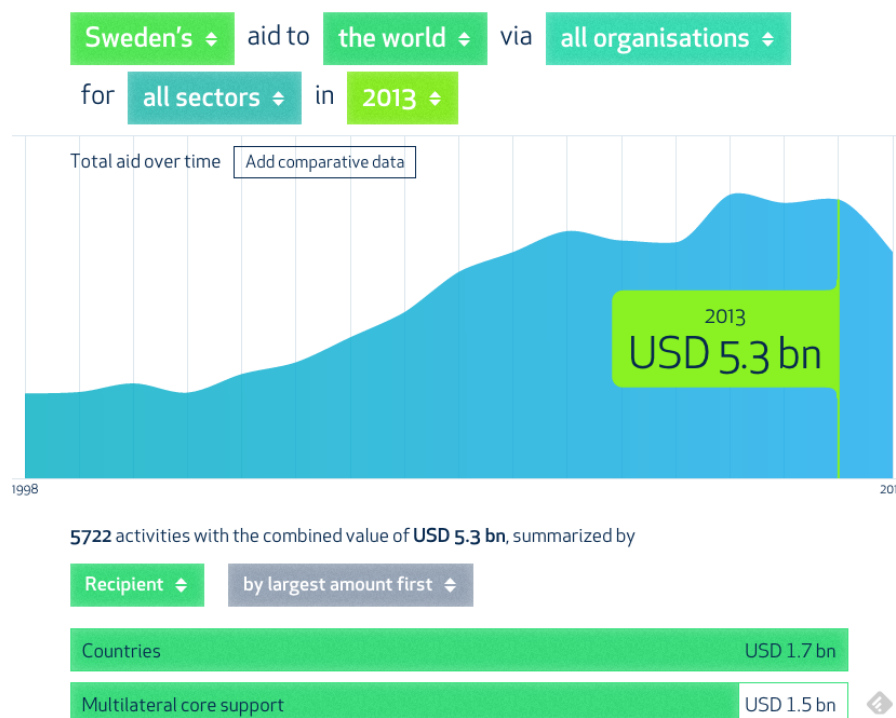 Sweden's aid to the world via all organisations
for all sectors in 2013
Total aid over time Add comparative data
2013
USD 5.3 bn
1998
5722 activities with the combined value of USD 5.3 bn, summarized by
Recipient by largest amount first
Countries USD 1.7 bn
Multilateral core support USD 1.5 bn